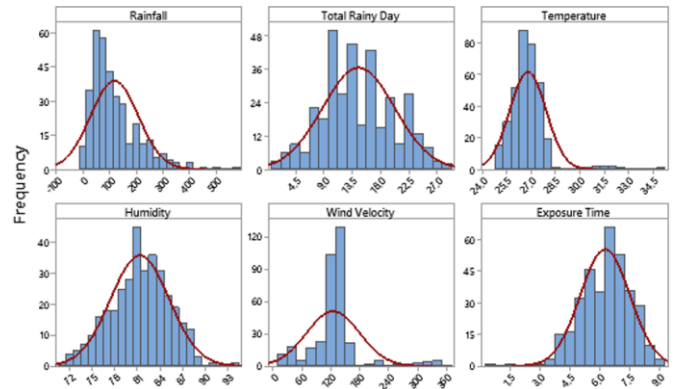 Rainfall
Total Rainy Day
Temperature
60
45
30
15
0
-100 0 100 200 300 400 500
48
36
24
12
0
4.5 9.0 13.5 18.0 22.5 27.0
80
60
40
20
0
24.0 25.5 27.0 28.5 30.0 31.5 33.0 34.5
Frequency
Humidity
Wind Velocity
Exposure Time
40
30
20
10
0
72 75 78 81 84 87 90 93
120
90
60
30
0
0 60 120 180 240 300 360
60
45
30
15
0
1.5 3.0 4.5 6.0 7.5 9.0